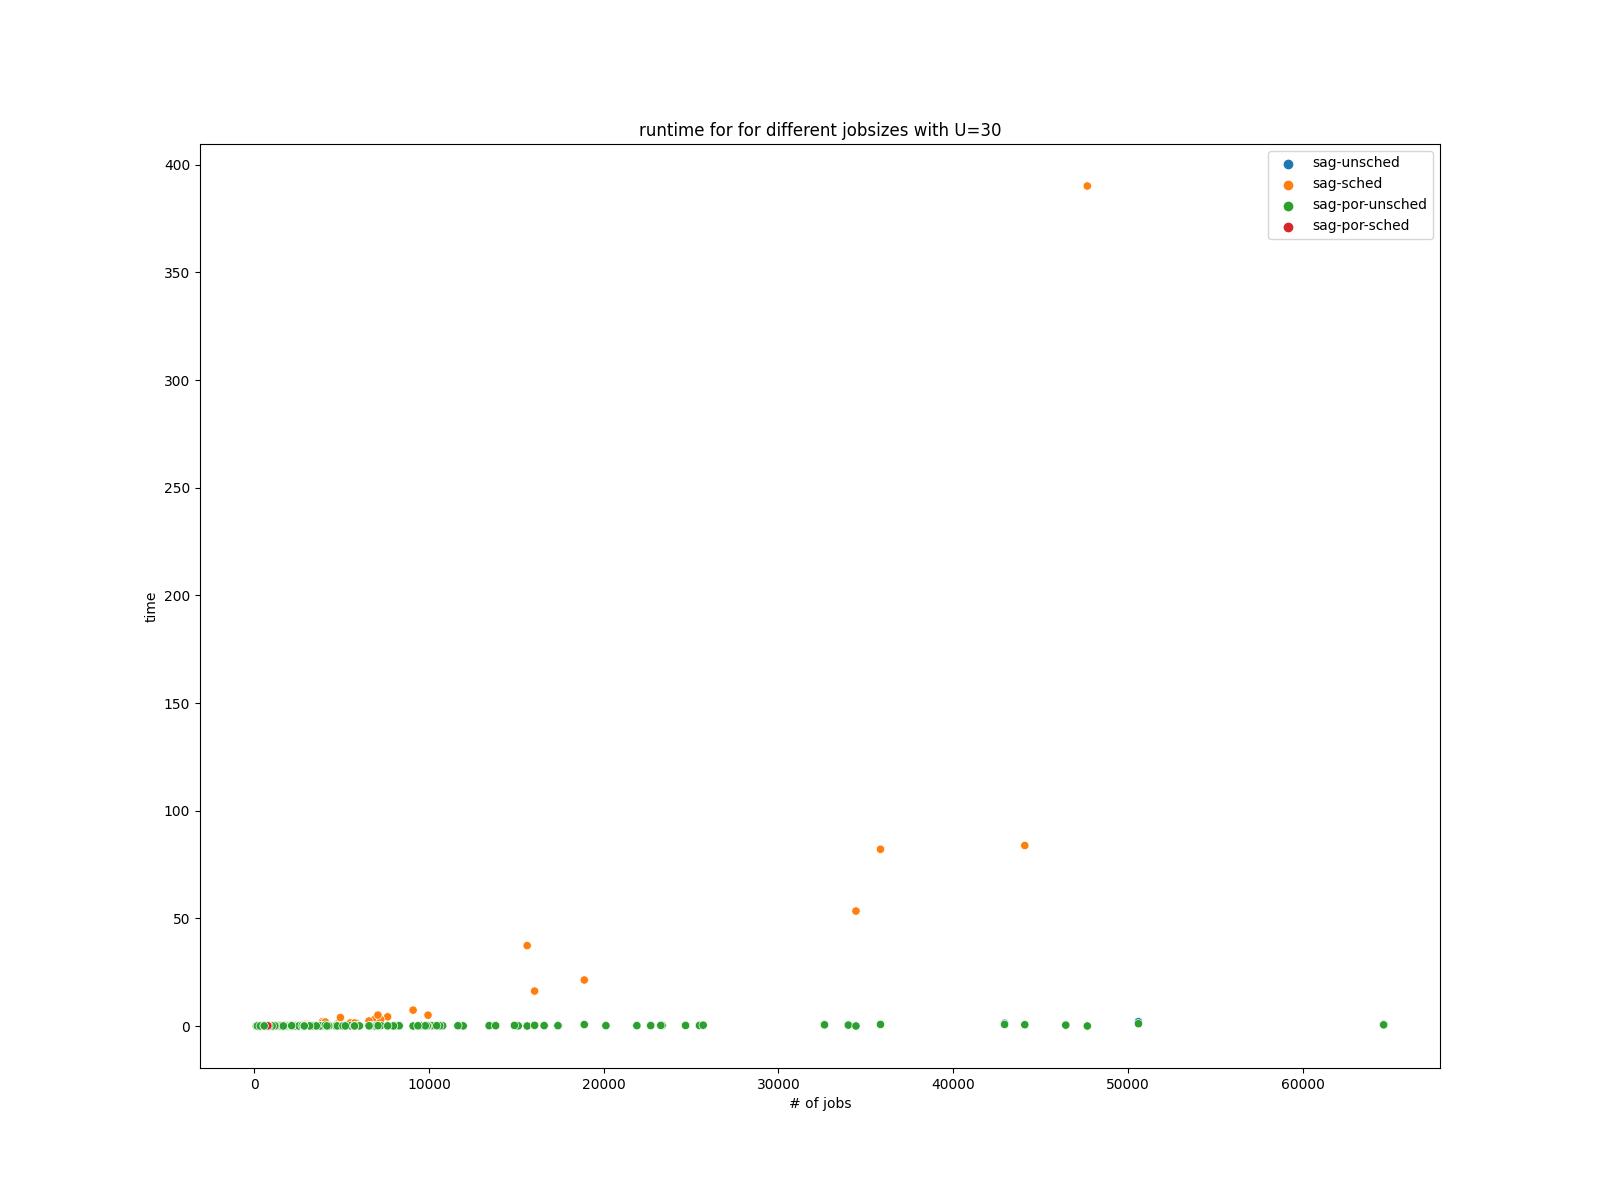 runtime for for different jobsizes with U=30
sag-unsched
sag-sched
sag-por-unsched
sag-por-sched
400
350
300
250
200
150
100
50
0
time
0 10000 20000 30000 40000 50000 60000
# of jobs